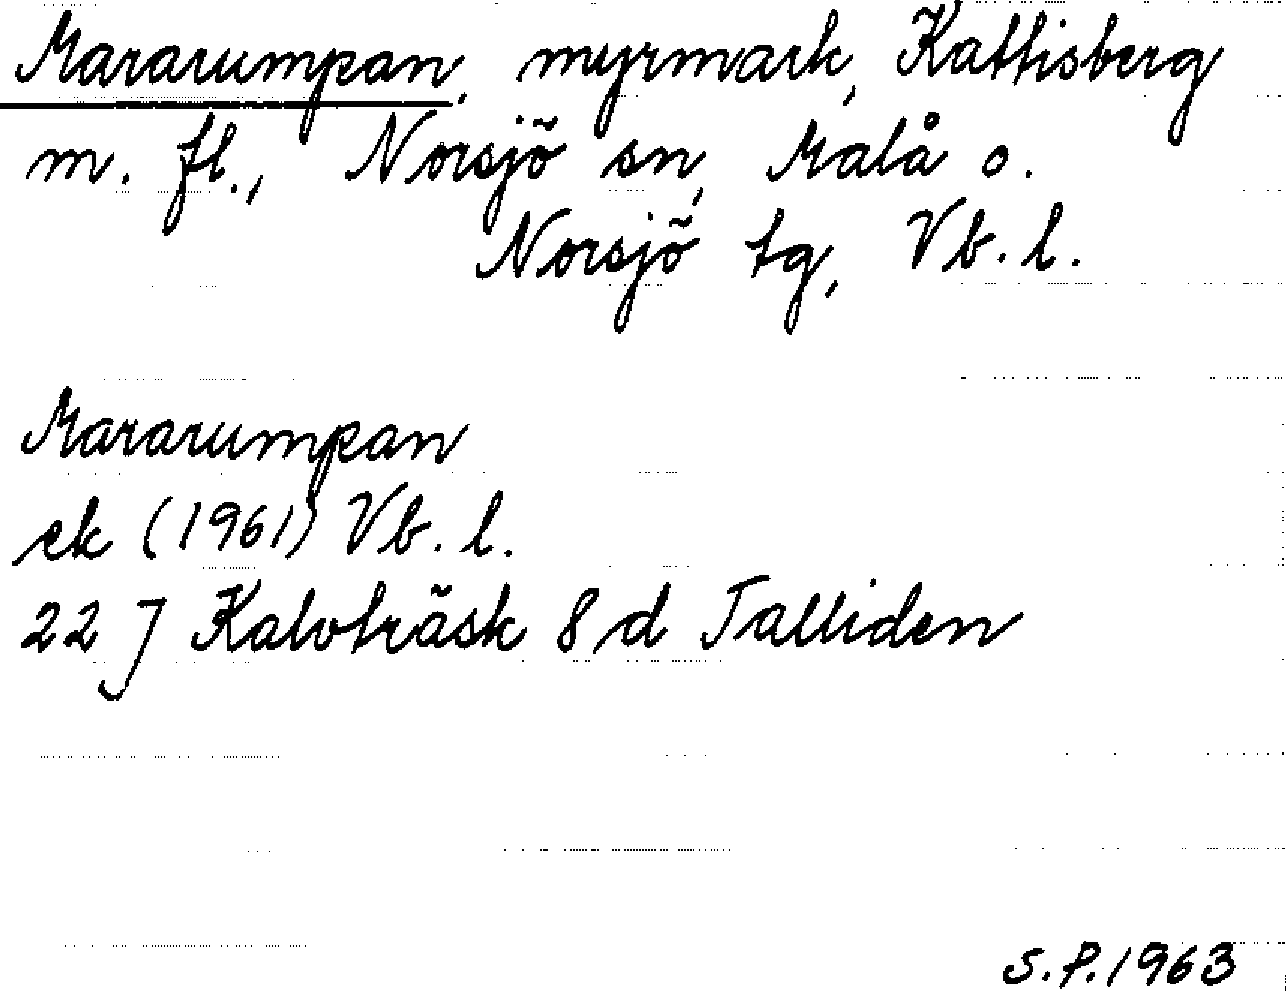 Mararumpan, myrmark, Kattisberg
m. fl., Norsjö sn, Malå o.
Norsjö tg, Vb. l.
Mararumpan
ek (1961) Vb. l.
22 J Kalvträsk 8 d Talliden
S.P. 1963